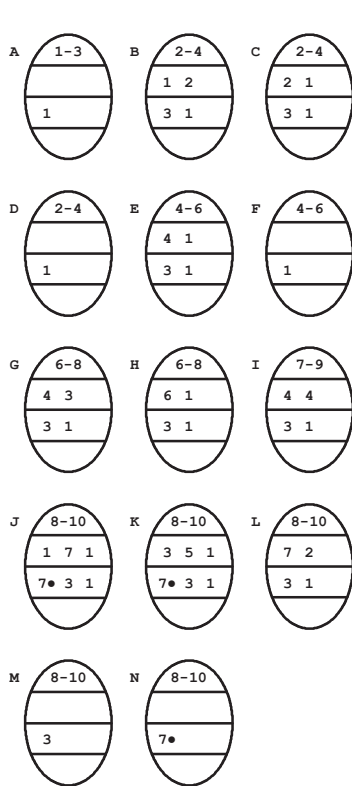 A 1-3 B 2-4 C 2-4
1 2 2 1
1 3 1 3 1
D 2-4 E 4-6 F 4-6
4 1
1 3 1 1
G 6-8 H 6-8 I 7-9
4 3 6 1 4 4
3 1 3 1 3 1
J 8-10 K 8-10 L 8-10
1 7 1 3 5 1 7 2
7• 3 1 7• 3 1 3 1
M 8-10 N 8-10
3 7•